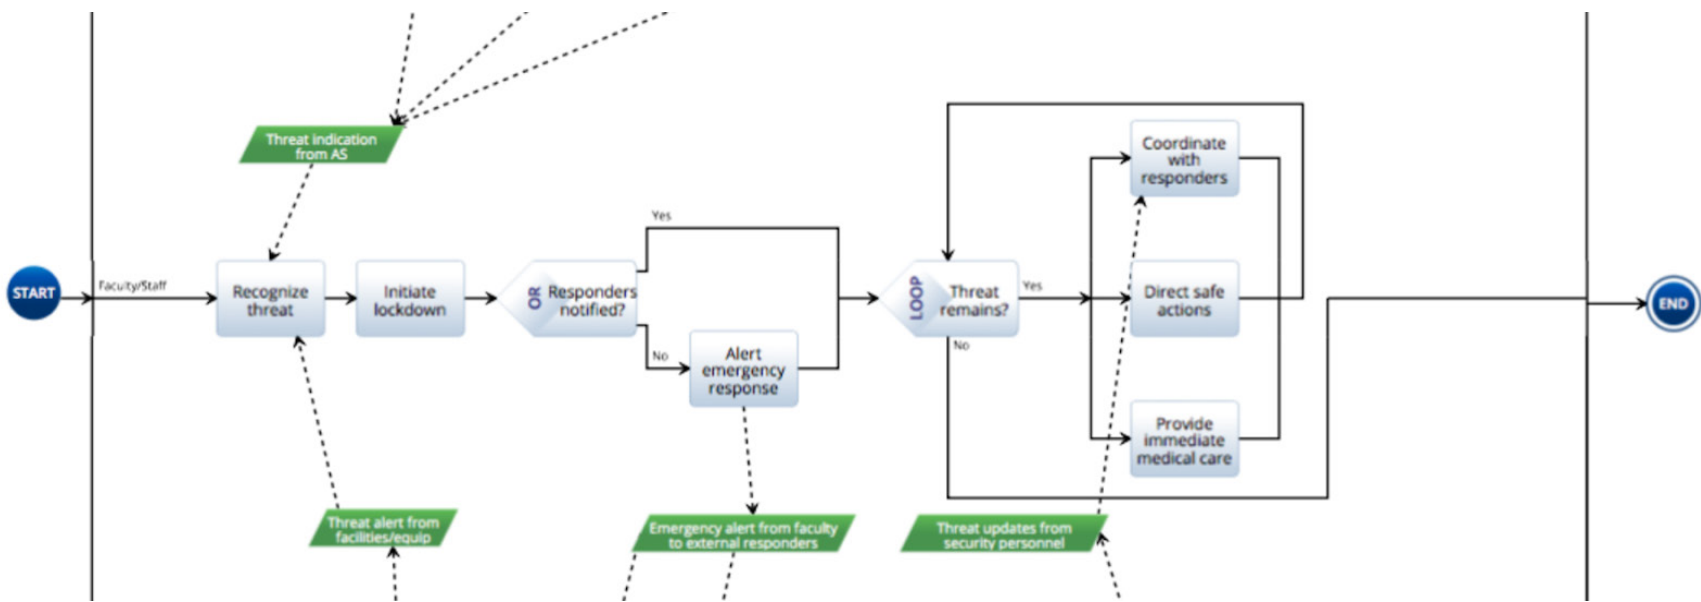 Threat indication
from AS
START
Faculty/Staff
Recognize
threat
Initiate
lockdown
OR
Responders
notified?
Yes
No
Alert
emergency
response
LOOP
Threat
remains?
Yes
No
Coordinate
with
responders
Direct safe
actions
Provide
immediate
medical care
END
Threat alert from
facilities/equip
Emergency alert from faculty
to external responders
Threat updates from
security personnel